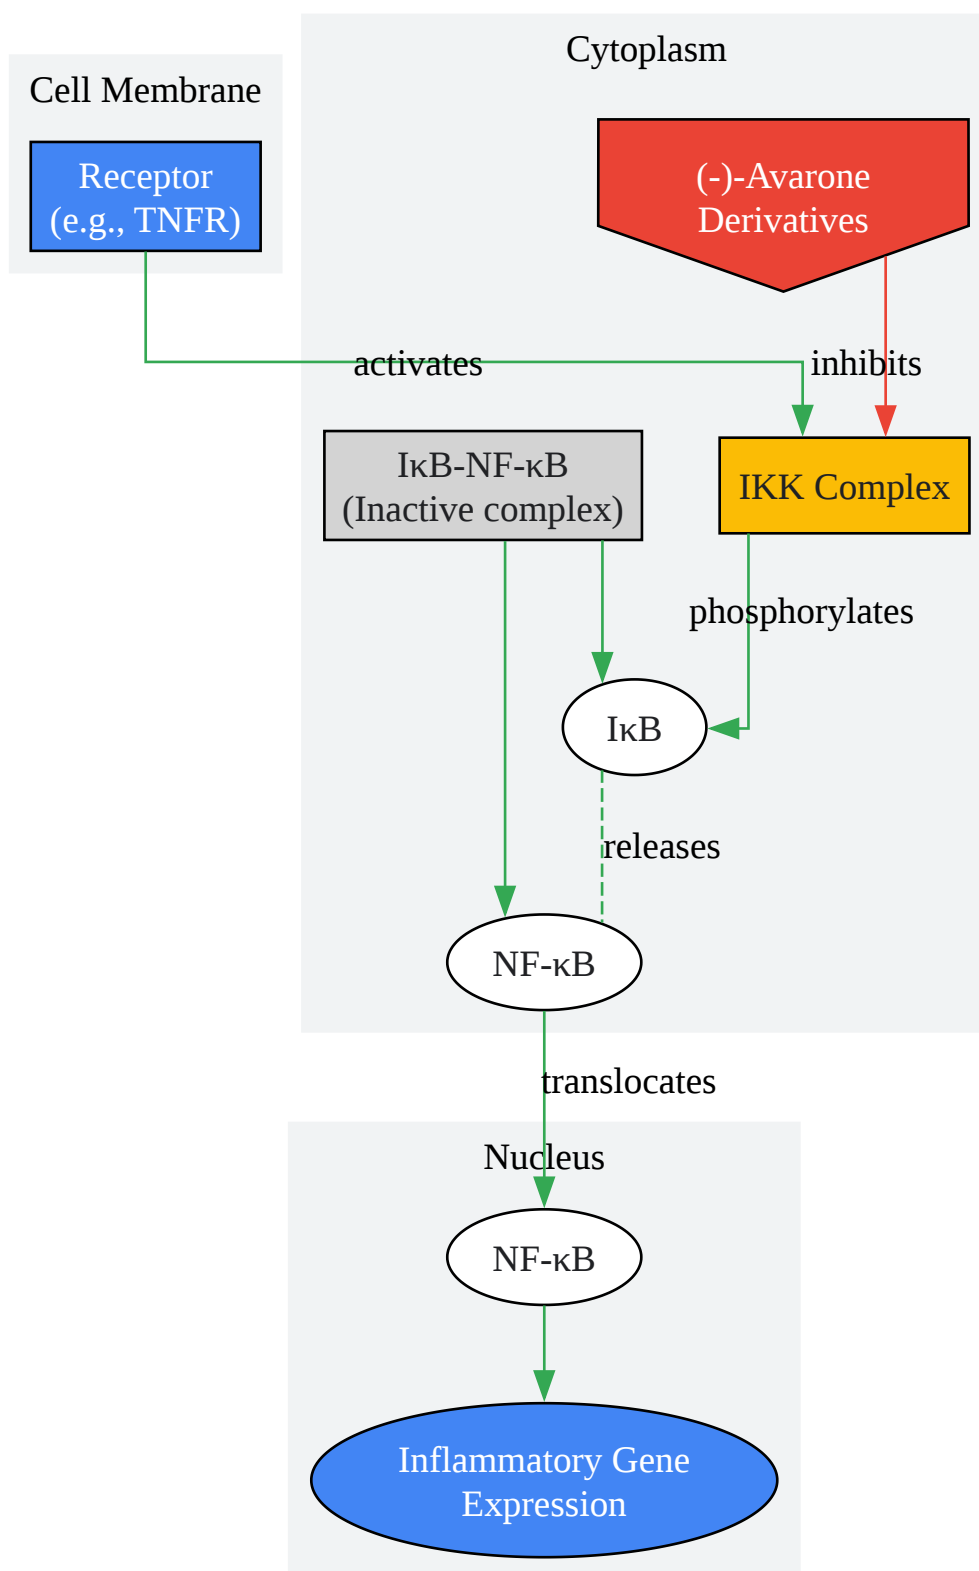 Cytoplasm
Cell Membrane
Receptor
(e.g., TNFR)
(-)-Avarone
Derivatives
activates
inhibits
IκB-NF-κB
(Inactive complex)
IKK Complex
phosphorylates
IκB
releases
NF-κB
translocates
Nucleus
NF-κB
Inflammatory Gene
Expression